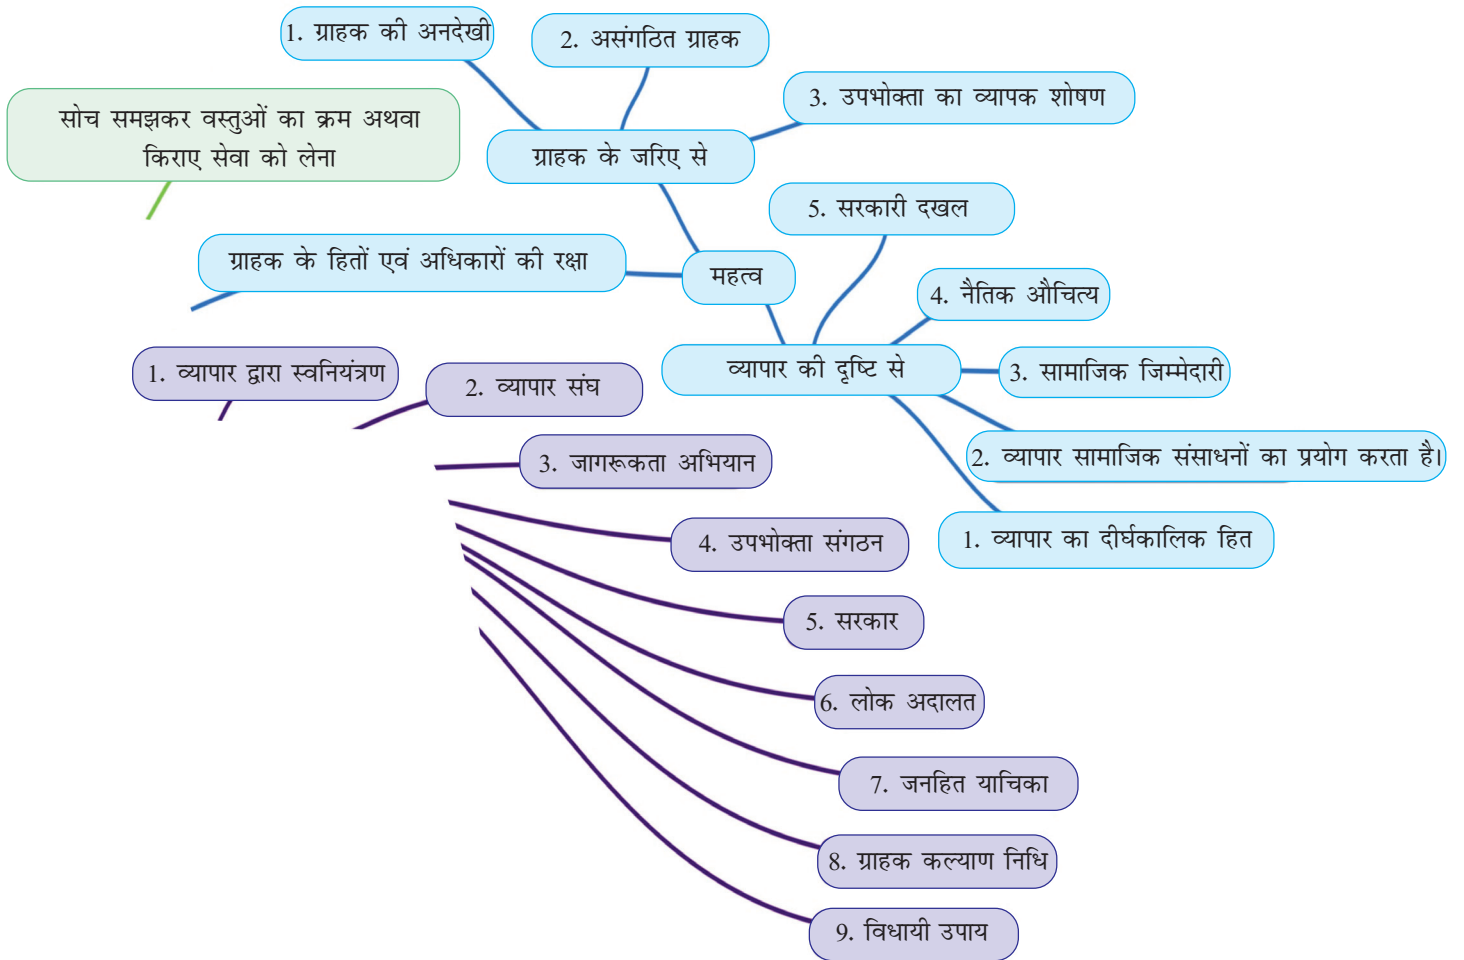 1. ग्राहक की अनदेखी
2. असंगठित ग्राहक
3. उपभोक्ता का व्यापक शोषण
सोच समझकर वस्तुओं का क्रम अथवा
किराए सेवा को लेना
ग्राहक के जरिए से
5. सरकारी दखल
ग्राहक के हितों एवं अधिकारों की रक्षा
महत्व
4. नैतिक औचित्य
व्यापार की दृष्टि से
3. सामाजिक जिम्मेदारी
2. व्यापार सामाजिक संसाधनों का प्रयोग करता है।
1. व्यापार का दीर्घकालिक हित
1. व्यापार द्वारा स्वनियंत्रण
2. व्यापार संघ
3. जागरूकता अभियान
4. उपभोक्ता संगठन
5. सरकार
6. लोक अदालत
7. जनहित याचिका
8. ग्राहक कल्याण निधि
9. विधायी उपाय